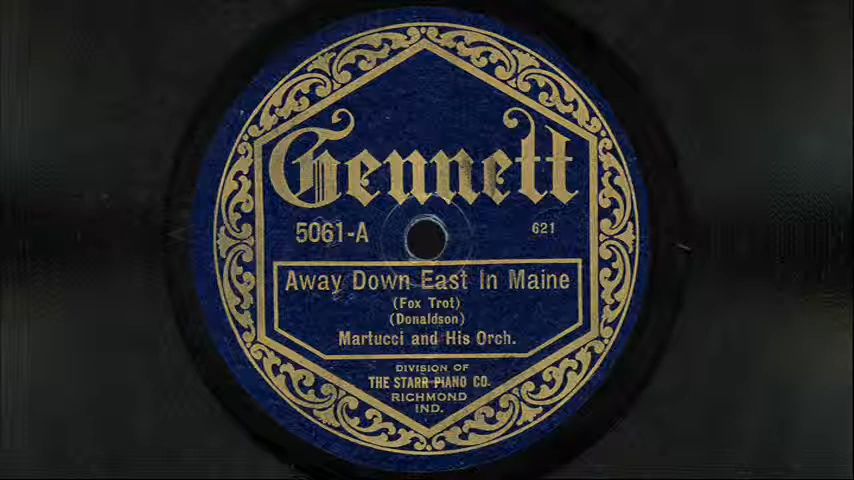 Gennett
5061-A
621
Away Down East In Maine
(Fox Trot)
(Donaldson)
Martucci and His Orch.
DIVISION OF
THE STARR PIANO CO.
RICHMOND
IND.